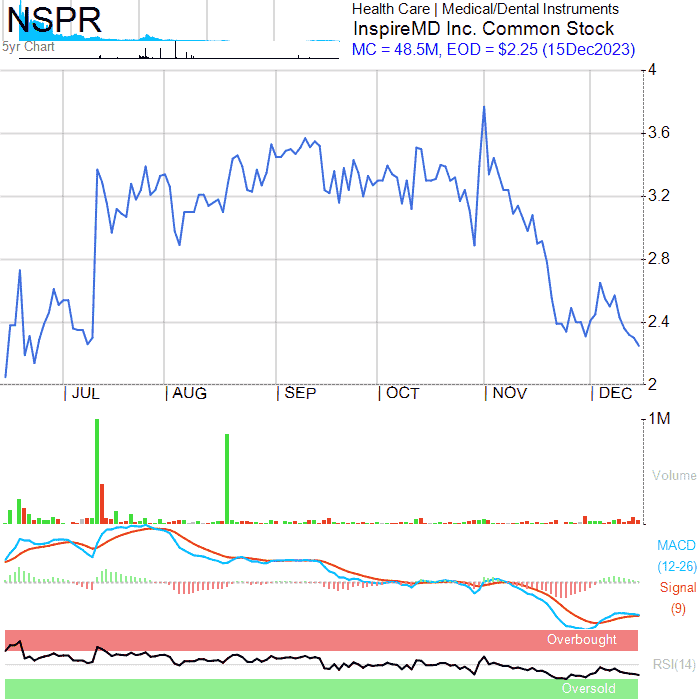 NSPR
5yr Chart
Health Care | Medical/Dental Instruments
InspireMD Inc. Common Stock
MC = 48.5M, EOD = $2.25 (15Dec2023)
4
3.6
3.2
2.8
2.4
2
JUL AUG SEP OCT NOV DEC
1M
Volume
MACD
(12-26)
Signal
(9)
Overbought
RSI(14)
Oversold